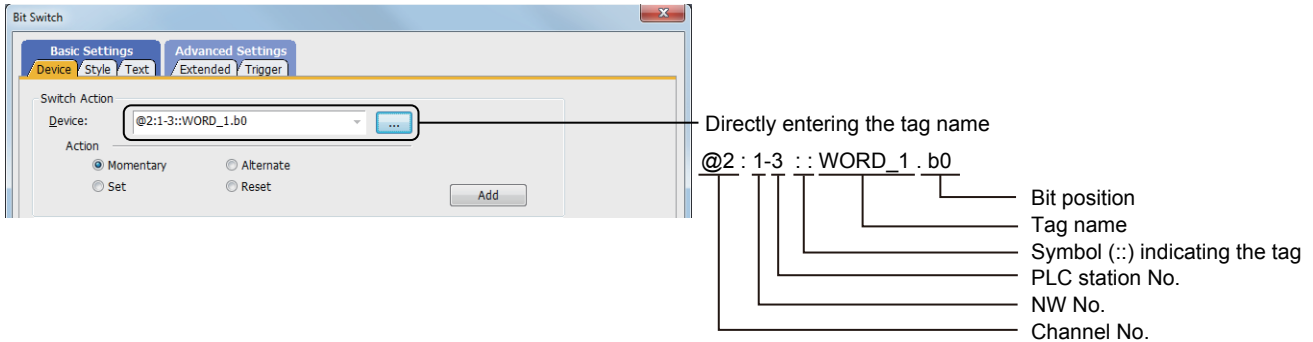 Bit Switch
Basic Settings Advanced Settings
Device Style Text Extended Trigger
Switch Action
Device: @2:1-3::WORD_1.b0 ...
Action
Momentary Alternate
Set Reset
Add
Directly entering the tag name
@2 : 1-3 : : WORD_1 . b0
Bit position
Tag name
Symbol (::) indicating the tag
PLC station No.
NW No.
Channel No.